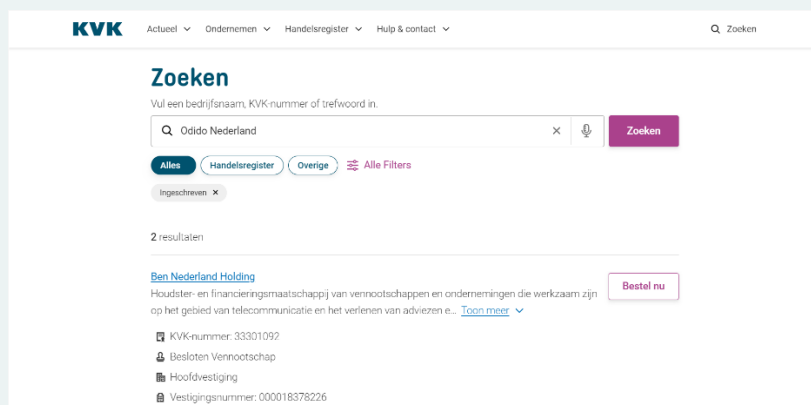 KVK Actueel Ondernemen Handelsregister Hulp & contact Zoeken
Zoeken
Vul een bedrijfsnaam, KVK-nummer of trefwoord in.
Odido Nederland Zoeken
Alles Handelsregister Overige Alle Filters
Ingeschreven ×
2 resultaten
Ben Nederland Holding Bestel nu
Houdster- en financieringsmaatschappij van vennootschappen en ondernemingen die werkzaam zijn
op het gebied van telecommunicatie en het verlenen van adviezen e... Toon meer
KVK-nummer: 33301092
Besloten Vennootschap
Hoofdvestiging
Vestigingsnummer: 000018378226